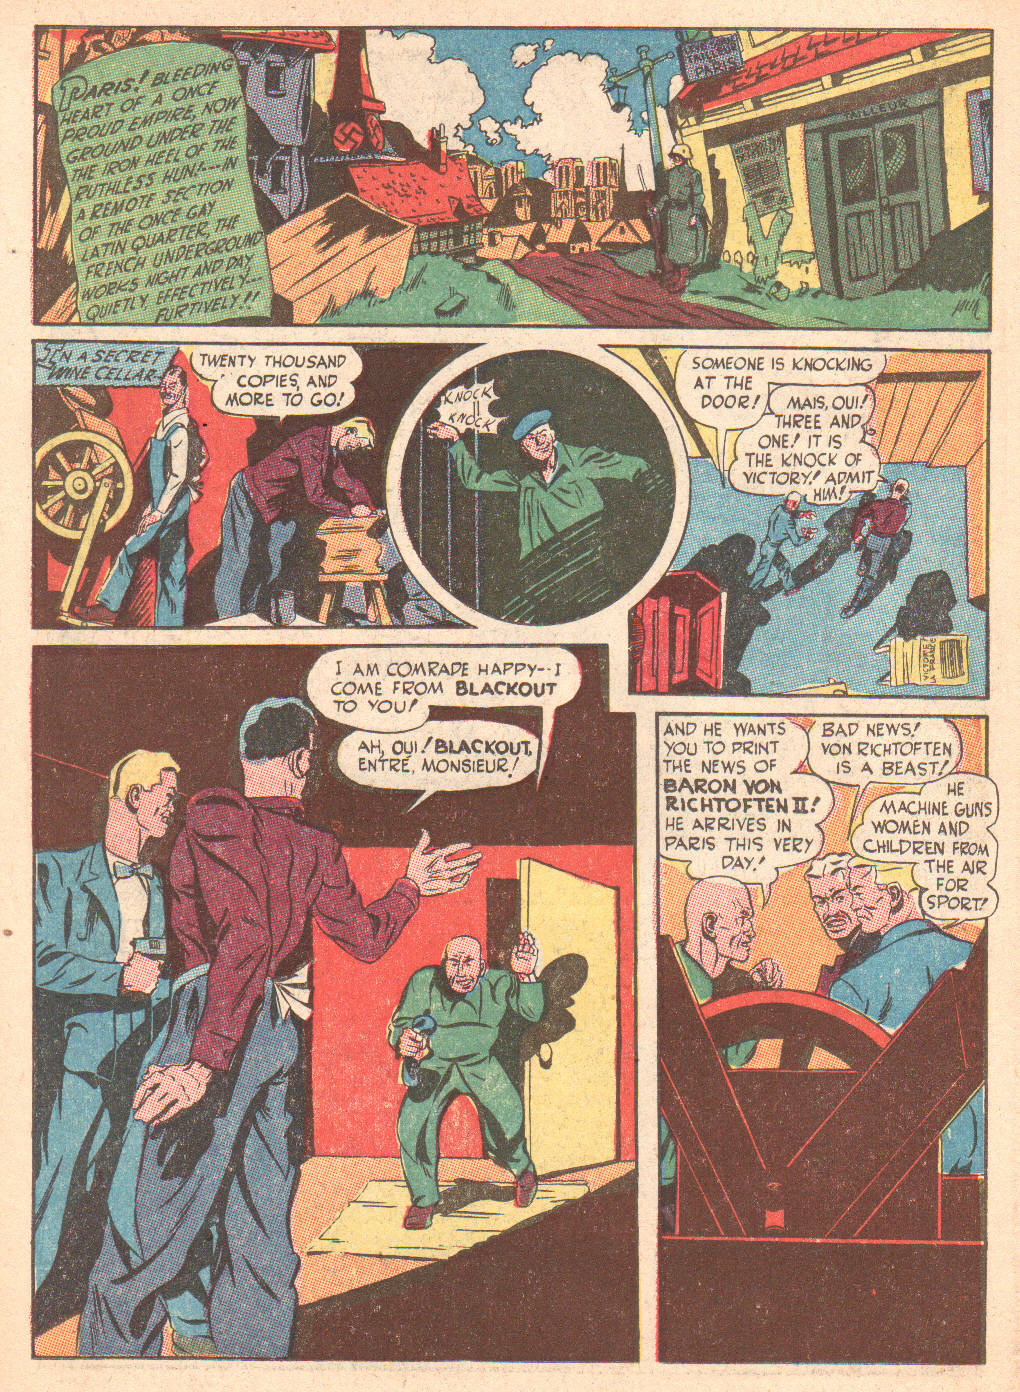 PARIS! BLEEDING
HEART OF A ONCE
PROUD EMPIRE, NOW
GROUND UNDER THE
THE IRON HEEL OF THE
RUTHLESS HUN!--IN
A REMOTE SECTION
OF THE ONCE GAY
LATIN QUARTER, THE
FRENCH UNDERGROUND
WORKS NIGHT AND DAY--
QUIETLY, EFFECTIVELY--
FURTIVELY!!
TAILLEUR
IN A SECRET
WINE CELLAR
TWENTY THOUSAND
COPIES, AND
MORE TO GO!
KNOCK
KNOCK
SOMEONE IS KNOCKING
AT THE
DOOR!
MAIS, OUI!
THREE AND
ONE! IT IS
THE KNOCK OF
VICTORY! ADMIT
HIM!
VICTOIRE
LA FRANCE
I AM COMRADE HAPPY--I
COME FROM BLACKOUT
TO YOU!
AH, OUI! BLACKOUT,
ENTRE, MONSIEUR!
AND HE WANTS
YOU TO PRINT
THE NEWS OF
BARON VON
RICHTOFTEN II!
HE ARRIVES IN
PARIS THIS VERY
DAY!
BAD NEWS!
VON RICHTOFTEN
IS A BEAST!
HE
MACHINE GUNS
WOMEN AND
CHILDREN FROM
THE AIR
FOR
SPORT!